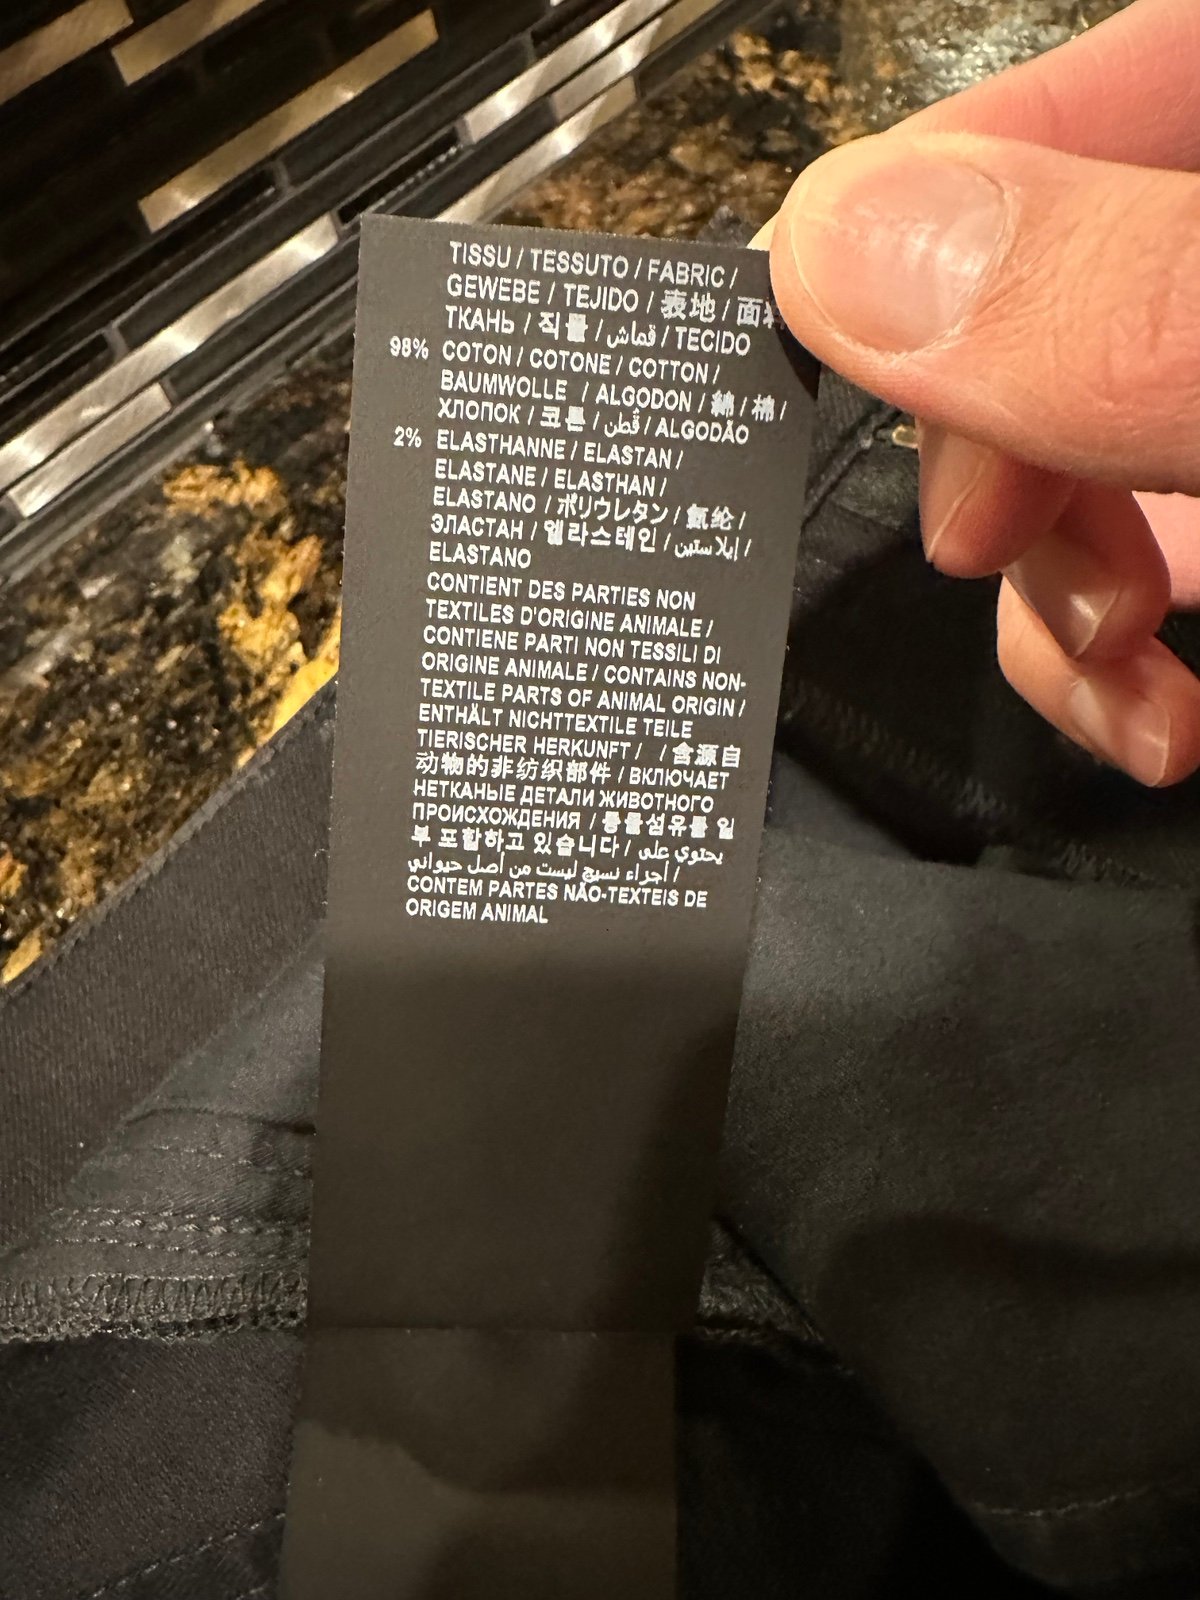 TISSU / TESSUTO / FABRIC /
GEWEBE / TEJIDO / 表地 / 面料
ТКАНЬ / 직물 / قماش / TECIDO
98% COTON / COTONE / COTTON /
BAUMWOLLE / ALGODON / 綿 / 棉 /
ХЛОПОК / 코튼 / قُطن / ALGODÃO
2% ELASTHANNE / ELASTAN /
ELASTANE / ELASTHAN /
ELASTANO / ポリウレタン / 氨纶 /
ЭЛАСТАН / 엘라스테인 / إيلاستين /
ELASTANO
CONTIENT DES PARTIES NON
TEXTILES D'ORIGINE ANIMALE /
CONTIENE PARTI NON TESSILI DI
ORIGINE ANIMALE / CONTAINS NON-
TEXTILE PARTS OF ANIMAL ORIGIN /
ENTHÄLT NICHTTEXTILE TEILE
TIERISCHER HERKUNFT / / 含源自
动物的非纺织部件 / ВКЛЮЧАЕТ
НЕТКАНЫЕ ДЕТАЛИ ЖИВОТНОГО
ПРОИСХОЖДЕНИЯ / 동물섬유를 일
부 포함하고 있습니다 / يحتوي على
أجزاء نسيج ليست من أصل حيواني /
CONTEM PARTES NÃO-TEXTEIS DE
ORIGEM ANIMAL